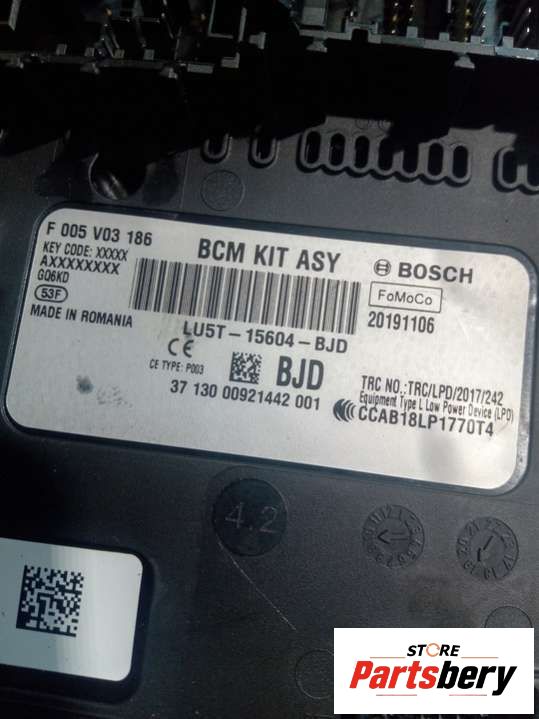 F 005 V03 186
KEY CODE: XXXXX
AXXXXXXXX
GQ6KD
53F
MADE IN ROMANIA
BCM KIT ASY
BOSCH
FoMoCo
20191106
LU5T-15604-BJD
CE
CE TYPE: P003
BJD
37 130 00921442 001
TRC NO.:TRC/LPD/2017/242
Equipment Type L Low Power Device (LPD)
CCAB18LP1770T4
4.2
STORE
Partsbery